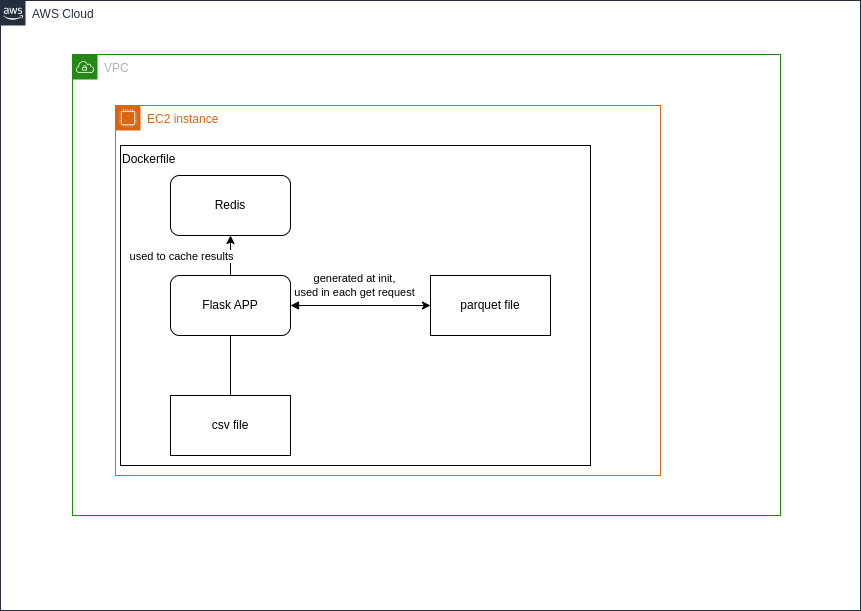 aws
AWS Cloud
VPC
EC2 instance
Dockerfile
Redis
used to cache results
generated at init,
used in each get request
Flask APP
parquet file
csv file